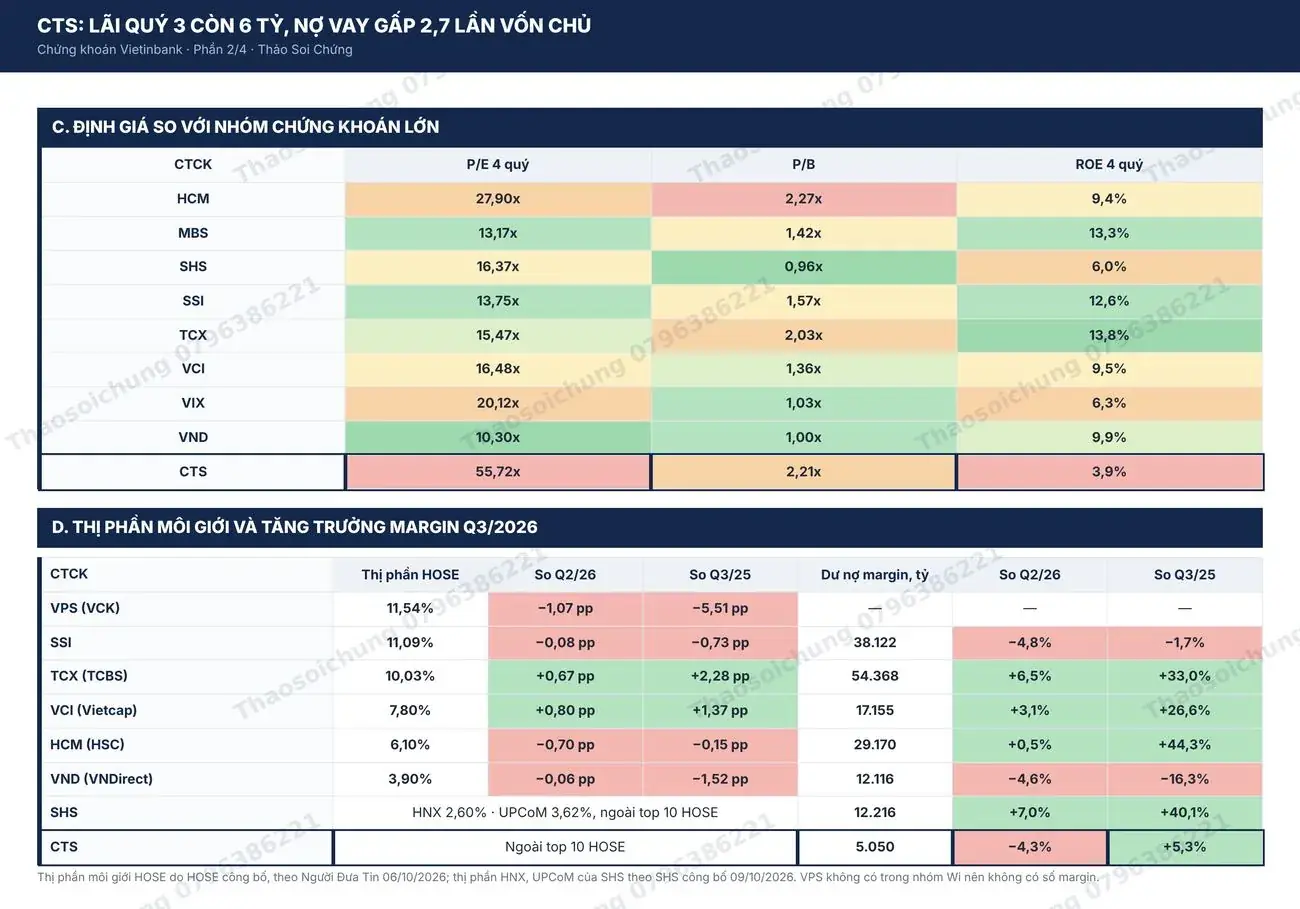 CTS: LÃI QUÝ 3 CÒN 6 TỶ, NỢ VAY GẤP 2,7 LẦN VỐN CHỦ
Chứng khoán Vietinbank · Phần 2/4 · Thảo Soi Chứng
C. ĐỊNH GIÁ SO VỚI NHÓM CHỨNG KHOÁN LỚN
CTCK P/E 4 quý P/B ROE 4 quý
HCM 27,90x 2,27x 9,4%
MBS 13,17x 1,42x 13,3%
SHS 16,37x 0,96x 6,0%
SSI 13,75x 1,57x 12,6%
TCX 15,47x 2,03x 13,8%
VCI 16,48x 1,36x 9,5%
VIX 20,12x 1,03x 6,3%
VND 10,30x 1,00x 9,9%
CTS 55,72x 2,21x 3,9%
D. THỊ PHẦN MÔI GIỚI VÀ TĂNG TRƯỞNG MARGIN Q3/2026
CTCK Thị phần HOSE So Q2/26 So Q3/25 Dư nợ margin, tỷ So Q2/26 So Q3/25
VPS (VCK) 11,54% −1,07 pp −5,51 pp — — —
SSI 11,09% −0,08 pp −0,73 pp 38.122 −4,8% −1,7%
TCX (TCBS) 10,03% +0,67 pp +2,28 pp 54.368 +6,5% +33,0%
VCI (Vietcap) 7,80% +0,80 pp +1,37 pp 17.155 +3,1% +26,6%
HCM (HSC) 6,10% −0,70 pp −0,15 pp 29.170 +0,5% +44,3%
VND (VNDirect) 3,90% −0,06 pp −1,52 pp 12.116 −4,6% −16,3%
SHS HNX 2,60% · UPCoM 3,62%, ngoài top 10 HOSE 12.216 +7,0% +40,1%
CTS Ngoài top 10 HOSE 5.050 −4,3% +5,3%
Thị phần môi giới HOSE do HOSE công bố, theo Người Đưa Tin 06/10/2026; thị phần HNX, UPCoM của SHS theo SHS công bố 09/10/2026. VPS không có trong nhóm Wi nên không có số margin.
Thaosoichung 0796386221